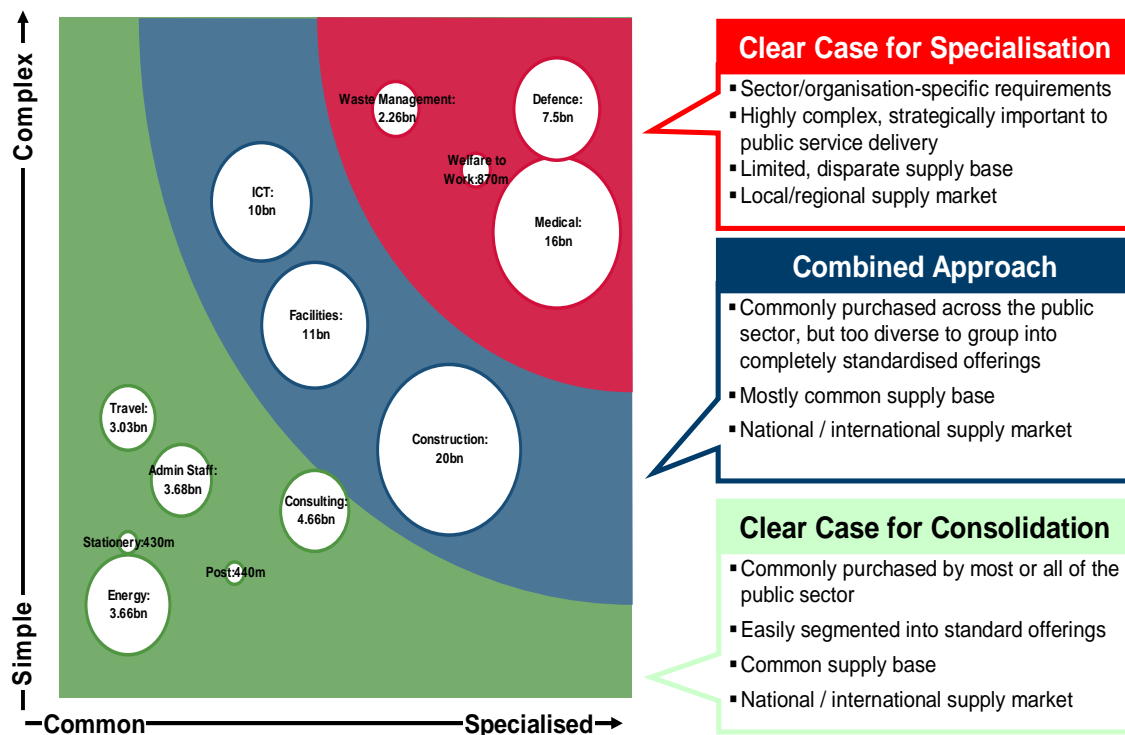 Complex
Simple
Common
Specialised
Waste Management:
2.26bn
Defence:
7.5bn
Welfare to
Work:870m
Medical:
16bn
ICT:
10bn
Facilities:
11bn
Construction:
20bn
Travel:
3.03bn
Admin Staff:
3.68bn
Consulting:
4.66bn
Stationery:430m
Post:440m
Energy:
3.66bn
Clear Case for Specialisation
▪ Sector/organisation-specific requirements
▪ Highly complex, strategically important to
public service delivery
▪ Limited, disparate supply base
▪ Local/regional supply market
Combined Approach
▪ Commonly purchased across the public
sector, but too diverse to group into
completely standardised offerings
▪ Mostly common supply base
▪ National / international supply market
Clear Case for Consolidation
▪ Commonly purchased by most or all of the
public sector
▪ Easily segmented into standard offerings
▪ Common supply base
▪ National / international supply market